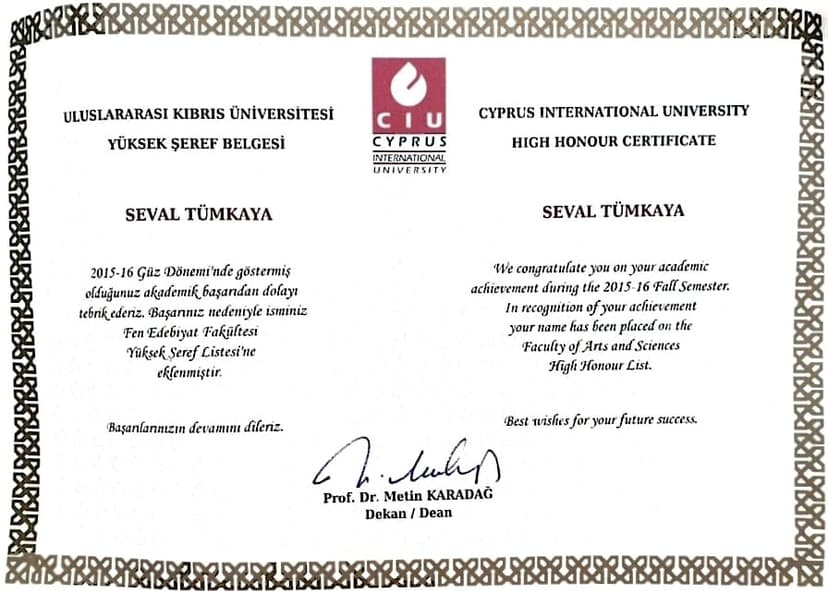 ULUSLARARASI KIBRIS ÜNİVERSİTESİ
YÜKSEK ŞEREF BELGESİ
SEVAL TÜMKAYA
2015-16 Güz Dönemi'nde göstermiş
olduğunuz akademik başarıdan dolayı
tebrik ederiz. Başarınız nedeniyle isminiz
Fen Edebiyat Fakültesi
Yüksek Şeref Listesi'ne
eklenmiştir.
Başarılarınızın devamını dileriz.
CIU
CYPRUS
INTERNATIONAL
UNIVERSITY
CYPRUS INTERNATIONAL UNIVERSITY
HIGH HONOUR CERTIFICATE
SEVAL TÜMKAYA
We congratulate you on your academic
achievement during the 2015-16 Fall Semester.
In recognition of your achievement
your name has been placed on the
Faculty of Arts and Sciences
High Honour List.
Best wishes for your future success.
Prof. Dr. Metin KARADAĞ
Dekan / Dean